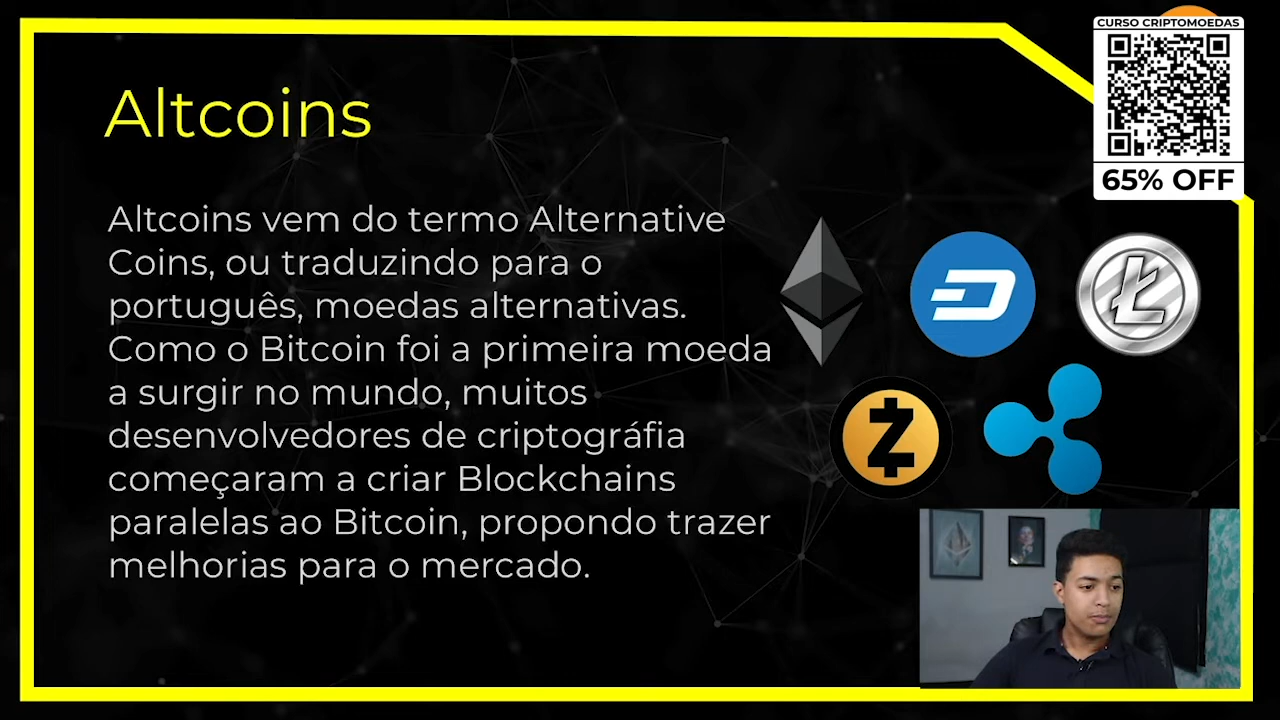 CURSO CRIPTOMOEDAS
65% OFF
Altcoins
Altcoins vem do termo Alternative
Coins, ou traduzindo para o
português, moedas alternativas.
Como o Bitcoin foi a primeira moeda
a surgir no mundo, muitos
desenvolvedores de criptográfia
começaram a criar Blockchains
paralelas ao Bitcoin, propondo trazer
melhorias para o mercado.